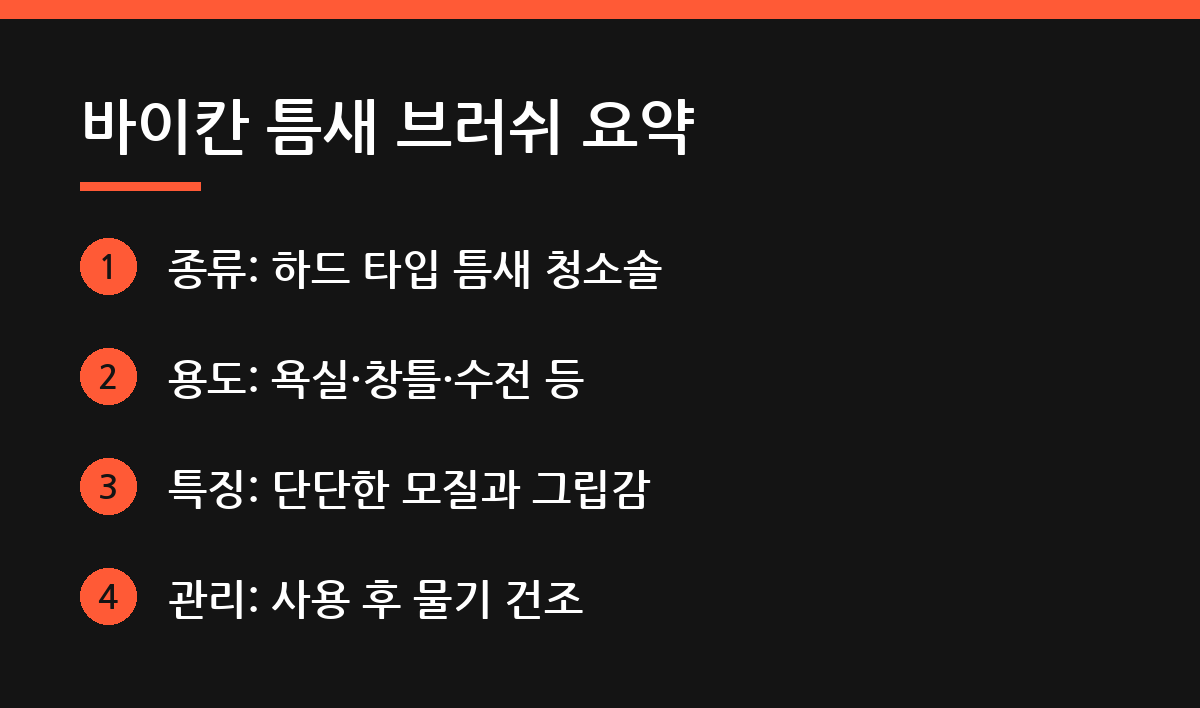 바이칸 틈새 브러쉬 요약
1 종류: 하드 타입 틈새 청소솔
2 용도: 욕실·창틀·수전 등
3 특징: 단단한 모질과 그립감
4 관리: 사용 후 물기 건조